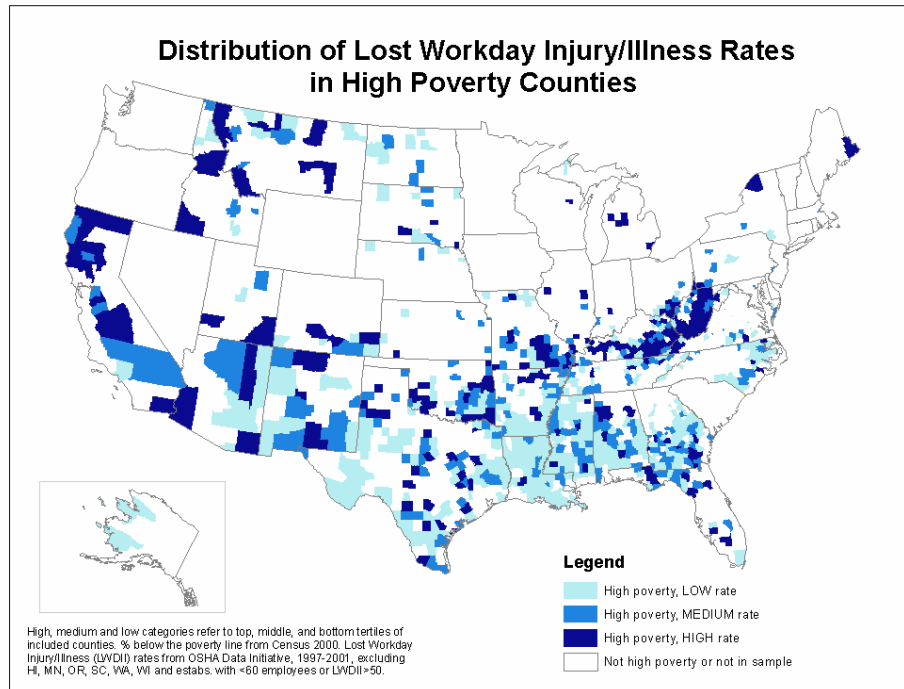 Distribution of Lost Workday Injury/Illness Rates
in High Poverty Counties
Legend
High poverty, LOW rate
High poverty, MEDIUM rate
High poverty, HIGH rate
Not high poverty or not in sample
High, medium and low categories refer to top, middle, and bottom tertiles of
included counties. % below the poverty line from Census 2000. Lost Workday
Injury/Illness (LWDII) rates from OSHA Data Initiative, 1997-2001, excluding
HI, MN, OR, SC, WA, WI and estabs. with <60 employees or LWDII>50.